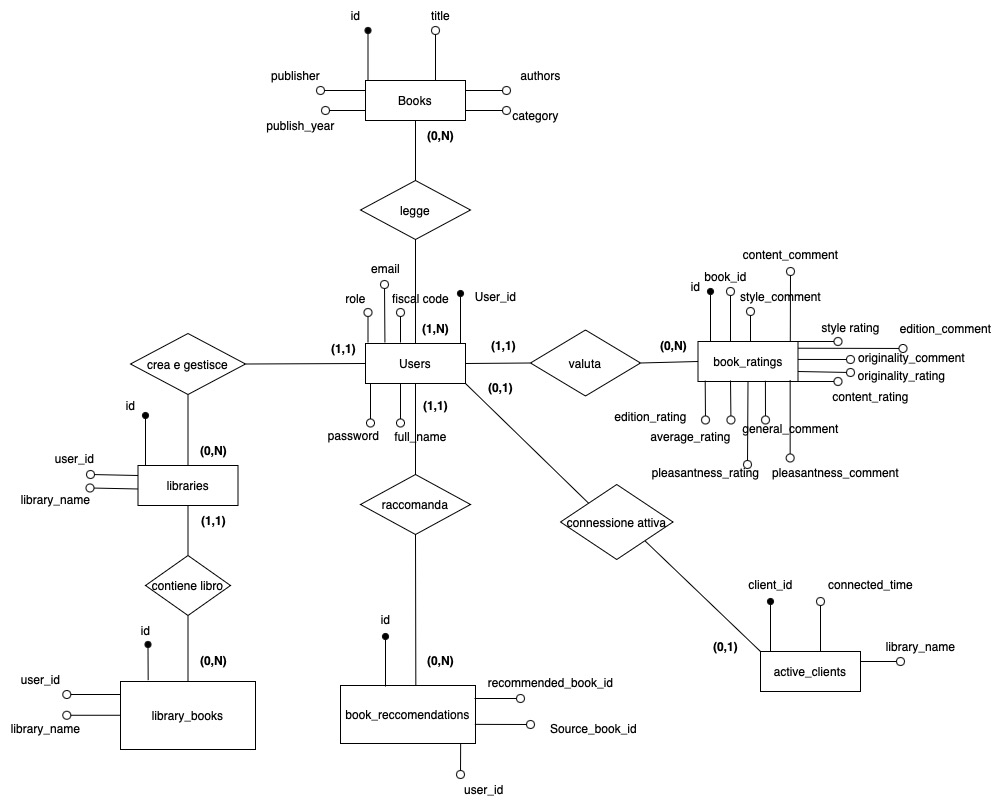 id
title
publisher
authors
Books
publish_year
category
(0,N)
legge
email
role
fiscal code
User_id
(1,N)
(1,1)
Users
(1,1)
(0,1)
(1,1)
password
full_name
crea e gestisce
valuta
(0,N)
content_comment
id
book_id
style_comment
style rating
edition_comment
book_ratings
originality_comment
originality_rating
content_rating
edition_rating
average_rating
general_comment
pleasantness_rating
pleasantness_comment
id
(0,N)
user_id
library_name
libraries
(1,1)
contiene libro
raccomanda
connessione attiva
client_id
connected_time
(0,1)
library_name
active_clients
id
(0,N)
user_id
library_name
library_books
id
(0,N)
recommended_book_id
book_reccomendations
Source_book_id
user_id